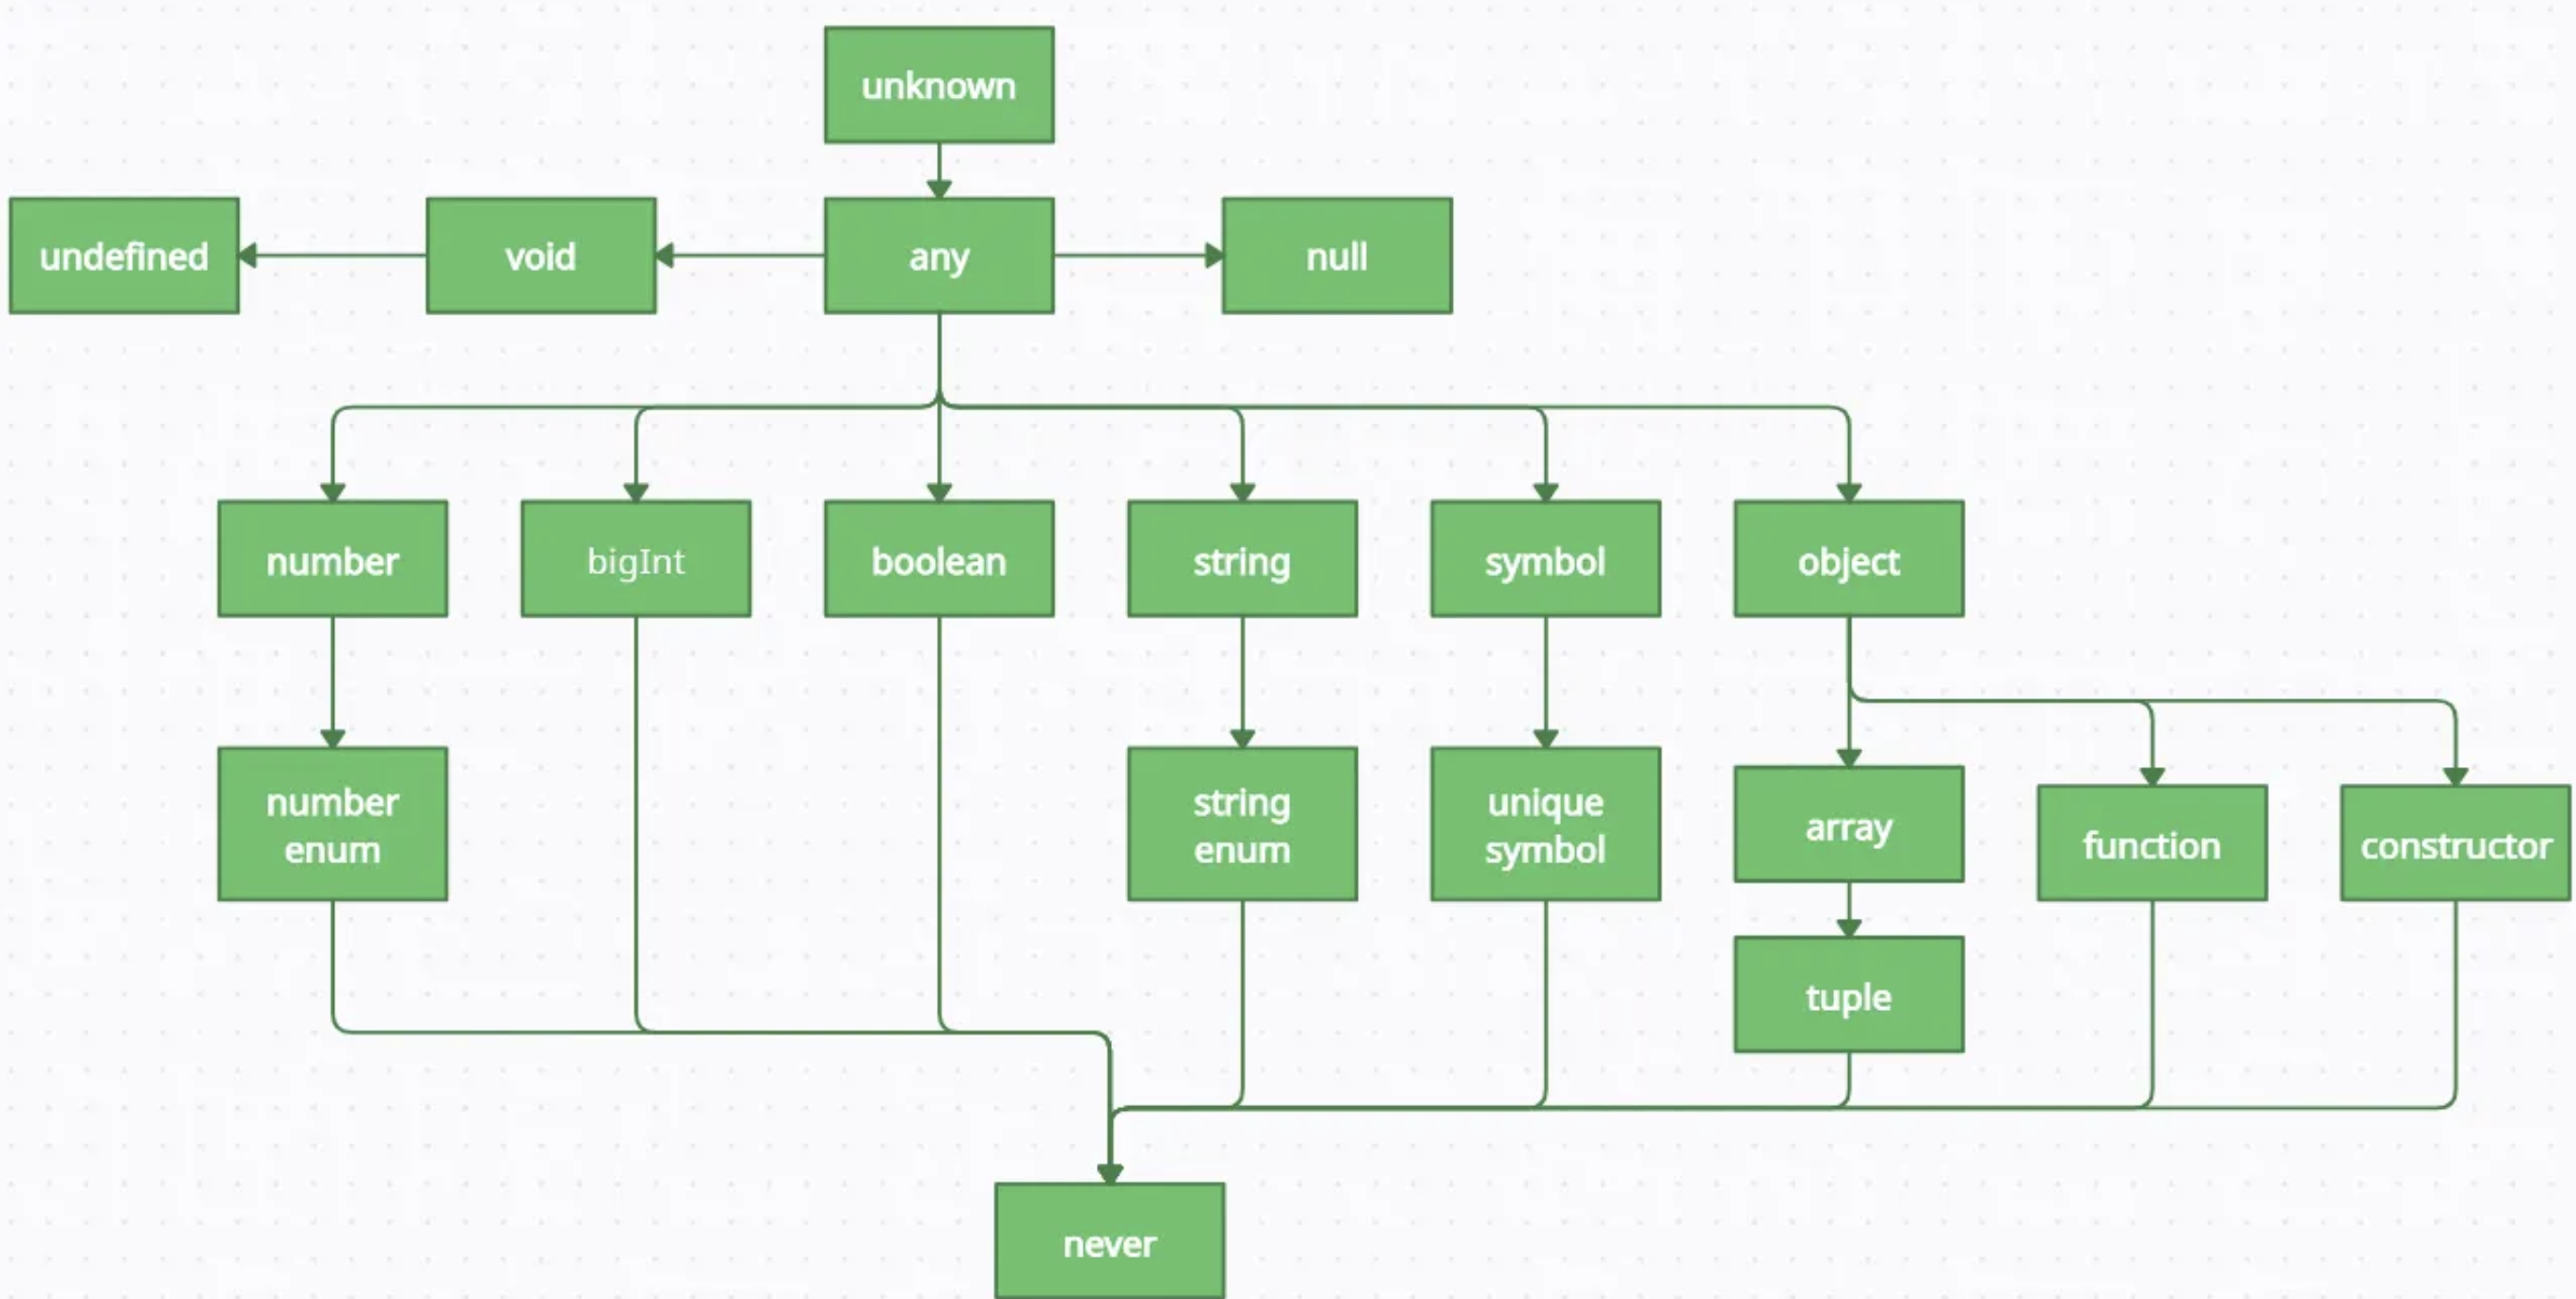 unknown
undefined
void
any
null
number
bigInt
boolean
string
symbol
object
number
enum
string
enum
unique
symbol
array
function
constructor
tuple
never